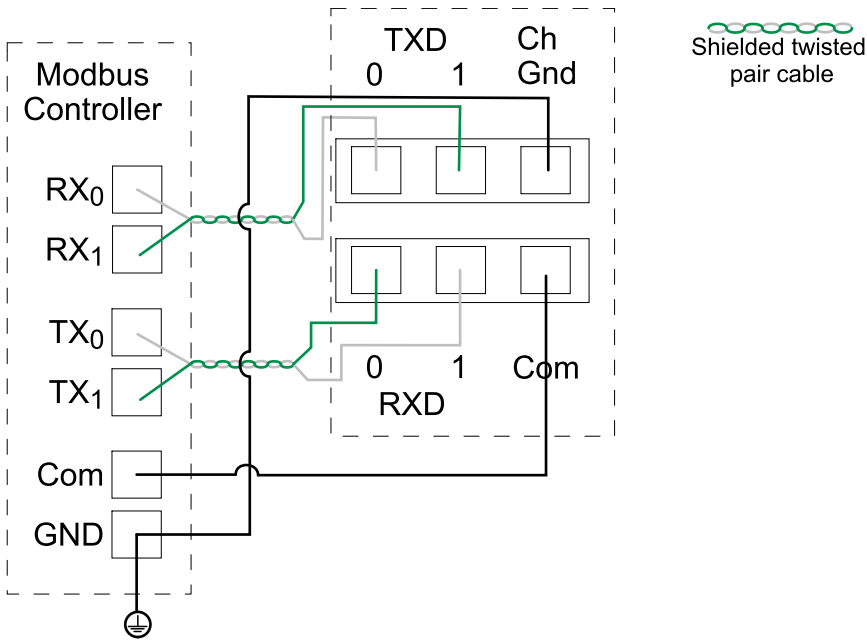 Modbus
Controller
RX0
RX1
TX0
TX1
Com
GND
TXD
0 1
Ch
Gnd
0 1 Com
RXD
Shielded twisted
pair cable